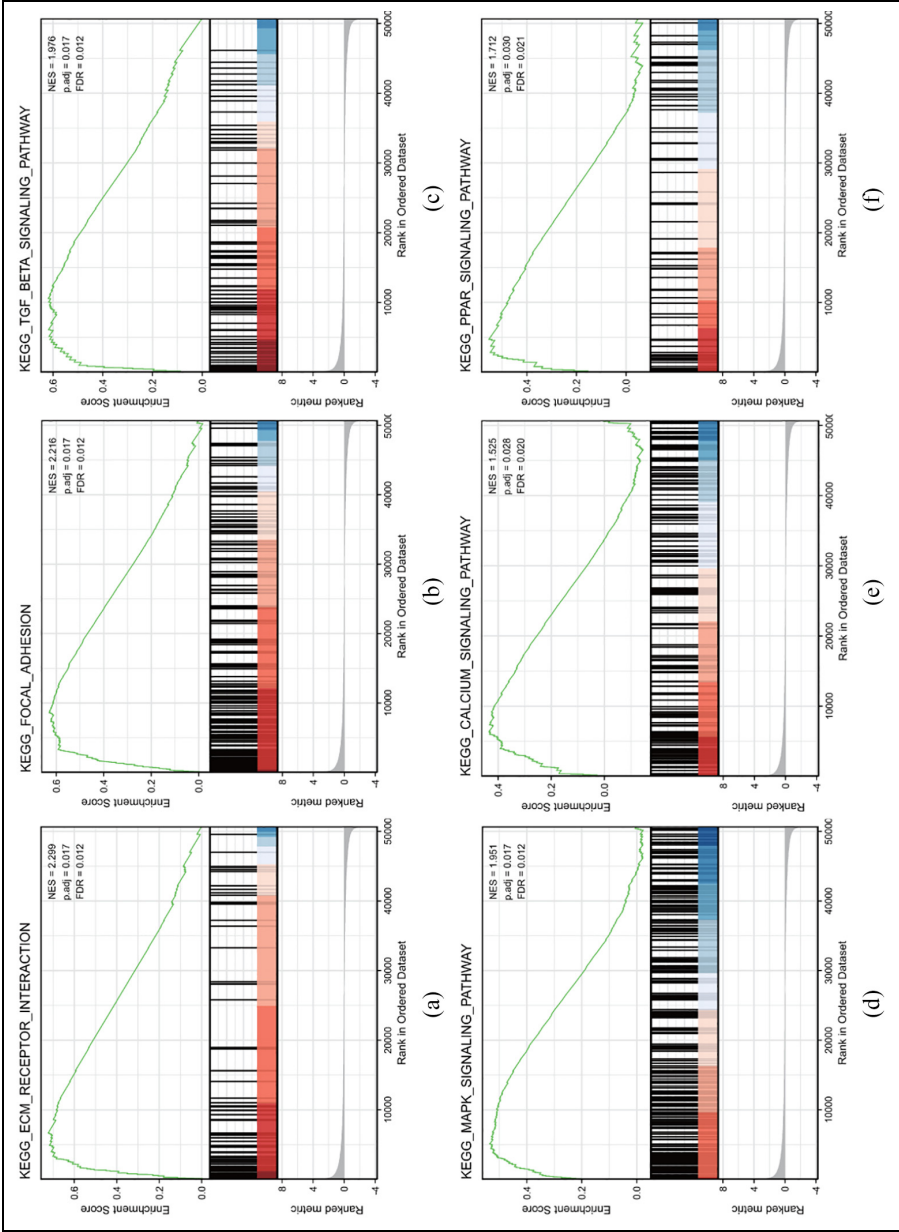 KEGG_ECM_RECEPTOR_INTERACTION
NES = 2.299
p.adj = 0.017
FDR = 0.012
Enrichment Score
0.6
0.4
0.2
0.0
Ranked metric
8
4
0
-4
10000
20000
30000
40000
50000
Rank in Ordered Dataset
(a)
KEGG_FOCAL_ADHESION
NES = 2.216
p.adj = 0.017
FDR = 0.012
Enrichment Score
0.6
0.4
0.2
0.0
Ranked metric
8
4
0
-4
0
10000
20000
30000
40000
50000
Rank in Ordered Dataset
(b)
KEGG_TGF_BETA_SIGNALING_PATHWAY
NES = 1.976
p.adj = 0.017
FDR = 0.012
Enrichment Score
0.6
0.4
0.2
0.0
Ranked metric
8
4
0
-4
10000
20000
30000
40000
50000
Rank in Ordered Dataset
(c)
KEGG_MAPK_SIGNALING_PATHWAY
NES = 1.951
p.adj = 0.017
FDR = 0.012
Enrichment Score
0.4
0.2
0.0
Ranked metric
8
4
0
-4
0
10000
20000
30000
40000
50000
Rank in Ordered Dataset
(d)
KEGG_CALCIUM_SIGNALING_PATHWAY
NES = 1.525
p.adj = 0.028
FDR = 0.020
Enrichment Score
0.4
0.2
0.0
Ranked metric
8
4
0
-4
0
10000
20000
30000
40000
50000
Rank in Ordered Dataset
(e)
KEGG_PPAR_SIGNALING_PATHWAY
NES = 1.712
p.adj = 0.030
FDR = 0.021
Enrichment Score
0.4
0.2
0.0
Ranked metric
8
4
0
-4
10000
20000
30000
40000
50000
Rank in Ordered Dataset
(f)